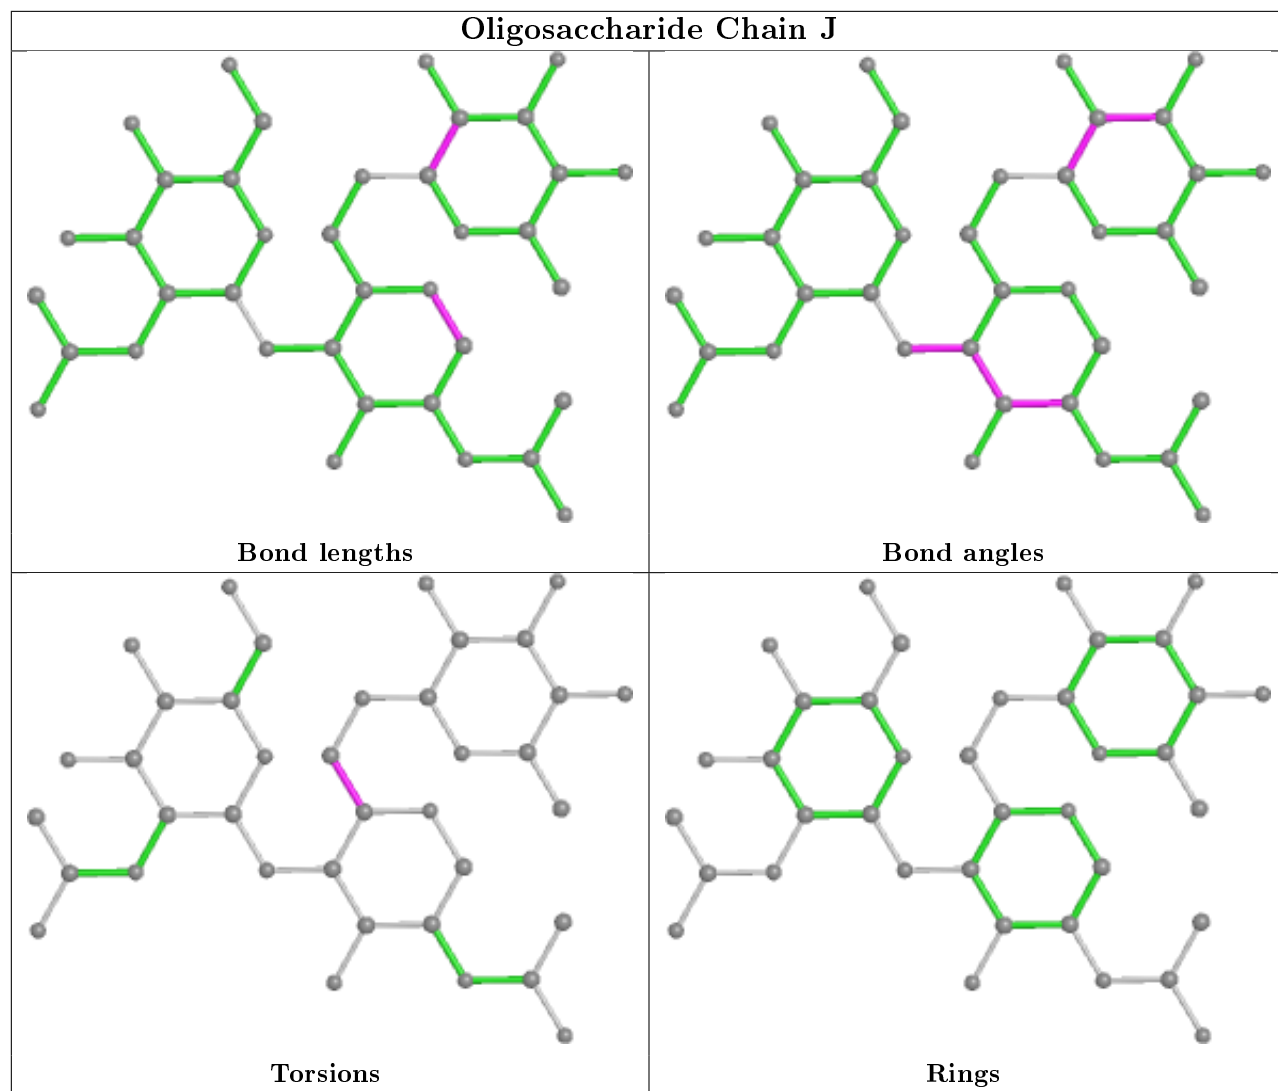 Oligosaccharide Chain J
Bond lengths
Bond angles
Torsions
Rings